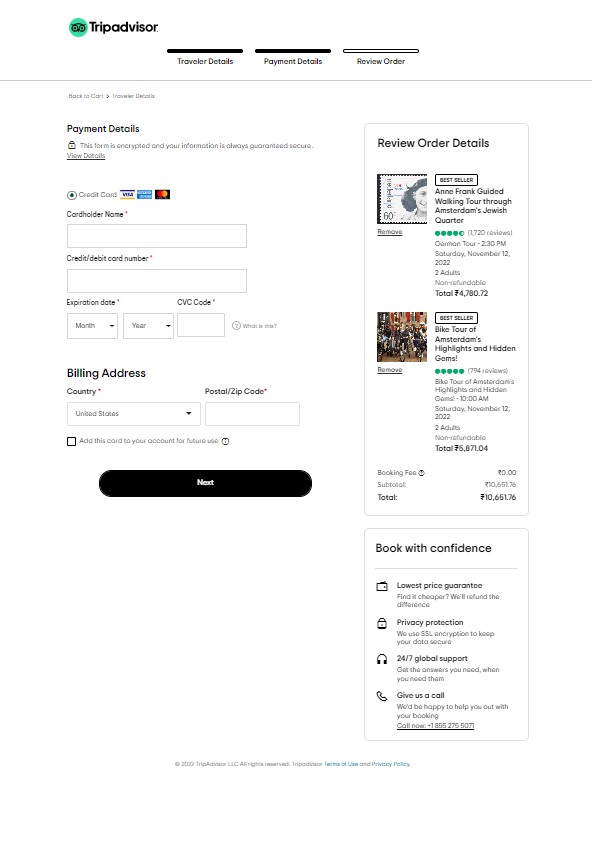 Tripadvisor
Traveler Details
Payment Details
Review Order
Back to Cart > Traveler Details
Payment Details
This form is encrypted and your information is always guaranteed secure.
View Details
Credit Card VISA
Cardholder Name *
Credit/debit card number *
Expiration date * CVC Code *
Month Year ? What is this?
Billing Address
Country * Postal/Zip Code*
United States
Add this card to your account for future use
Next
Review Order Details
60
Remove
BEST SELLER
Anne Frank Guided
Walking Tour through
Amsterdam's Jewish
Quarter
(1,720 reviews)
German Tour - 2:30 PM
Saturday, November 12,
2022
2 Adults
Non-refundable
Total ₹4,780.72
Remove
BEST SELLER
Bike Tour of
Amsterdam's
Highlights and Hidden
Gems!
(794 reviews)
Bike Tour of Amsterdam's
Highlights and Hidden
Gems! - 10:00 AM
Saturday, November 12,
2022
2 Adults
Non-refundable
Total ₹5,871.04
Booking Fee ₹0.00
Subtotal: ₹10,651.76
Total: ₹10,651.76
Book with confidence
Lowest price guarantee
Find it cheaper? We'll refund the
difference
Privacy protection
We use SSL encryption to keep
your data secure
24/7 global support
Get the answers you need, when
you need them
Give us a call
We'd be happy to help you out with
your booking
Call now: +1 855 275 5071
© 2022 TripAdvisor LLC All rights reserved. Tripadvisor Terms of Use and Privacy Policy.